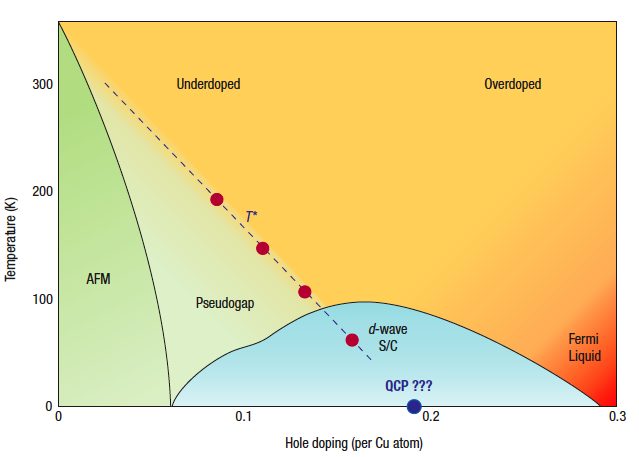 300
Underdoped
Overdoped
200
T*
Temperature (K)
AFM
Pseudogap
100
d-wave
S/C
Fermi
Liquid
QCP ???
0
0
0.1
0.2
0.3
Hole doping (per Cu atom)